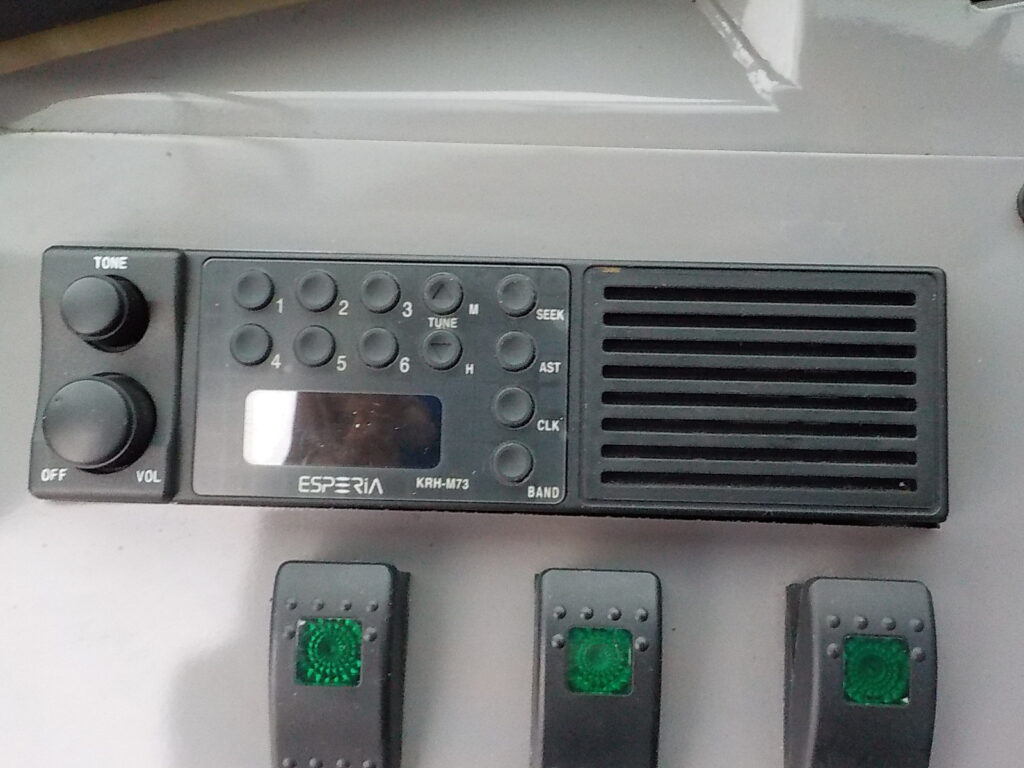 TONE
1 2 3 M SEEK
TUNE
4 5 6 H AST
CLK
OFF VOL ESPERiA KRH-M73 BAND